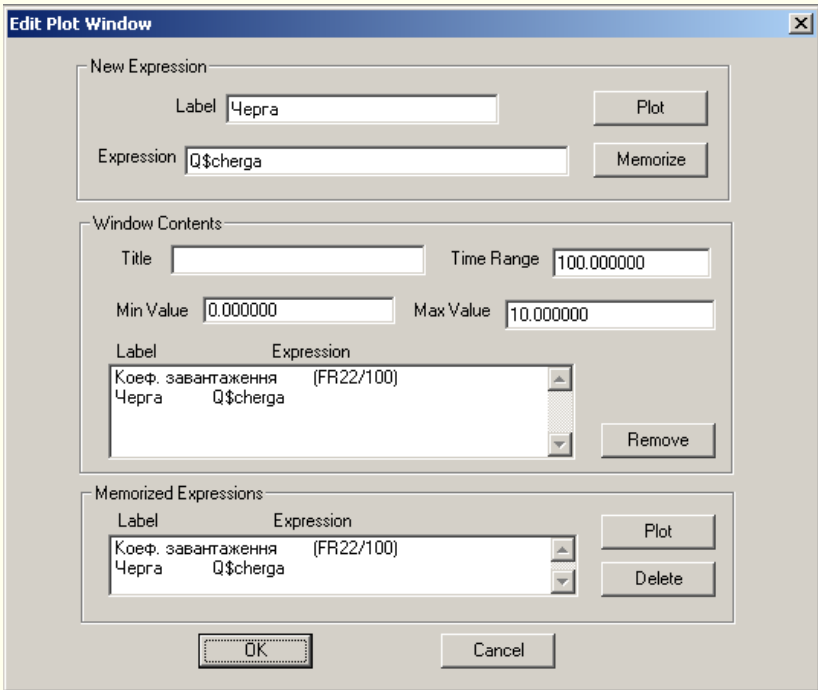 Edit Plot Window
New Expression
Label Черга Plot
Expression Q$cherga Memorize
Window Contents
Title Time Range 100.000000
Min Value 0.000000 Max Value 10.000000
Label Expression
Коеф. завантаження (FR22/100)
Черга Q$cherga
Remove
Memorized Expressions
Label Expression
Plot
Коеф. завантаження (FR22/100)
Черга Q$cherga
Delete
OK Cancel